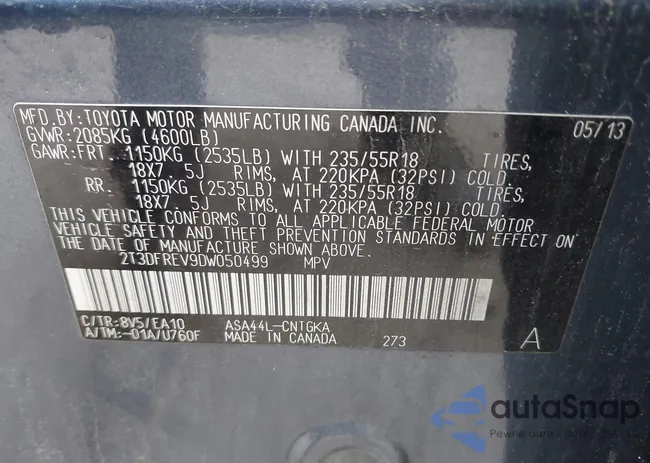 MFD.BY:TOYOTA MOTOR MANUFACTURING CANADA INC. 05/13
GVWR:2085KG (4600LB)
GAWR:FRT. 1150KG (2535LB) WITH 235/55R18 TIRES,
18X7.5J RIMS, AT 220KPA (32PSI) COLD.
RR. 1150KG (2535LB) WITH 235/55R18 TIRES,
18X7.5J RIMS, AT 220KPA (32PSI) COLD.
THIS VEHICLE CONFORMS TO ALL APPLICABLE FEDERAL MOTOR
VEHICLE SAFETY AND THEFT PREVENTION STANDARDS IN EFFECT ON
THE DATE OF MANUFACTURE SHOWN ABOVE.
2T3DFREV9DW050499 MPV
C/TR:8V5/EA10 ASA44L-CNTGKA
A/TM:-01A/U760F MADE IN CANADA 273 A
autoSnap
Pewne auta z autoryzowanych